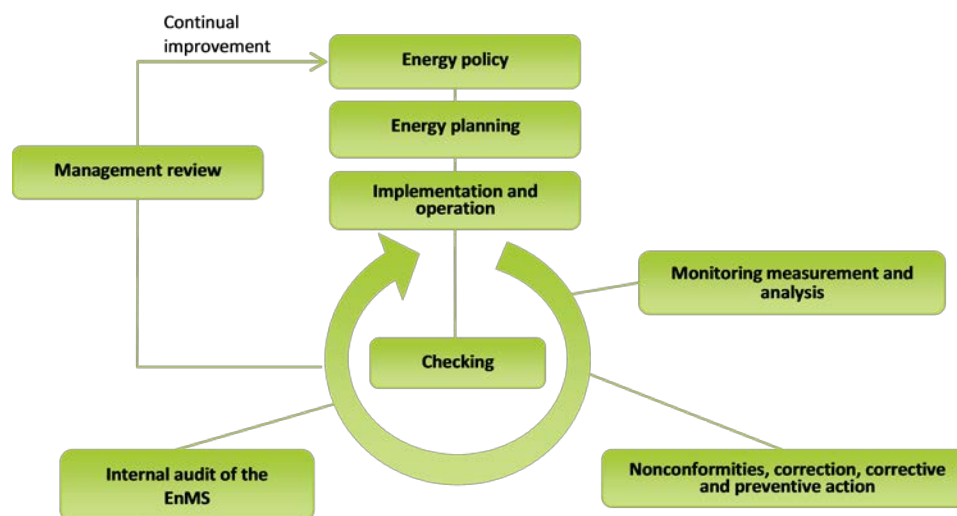 Continual
improvement
Energy policy
Energy planning
Management review
Implementation and
operation
Monitoring measurement and
analysis
Checking
Internal audit of the
EnMS
Nonconformities, correction, corrective
and preventive action